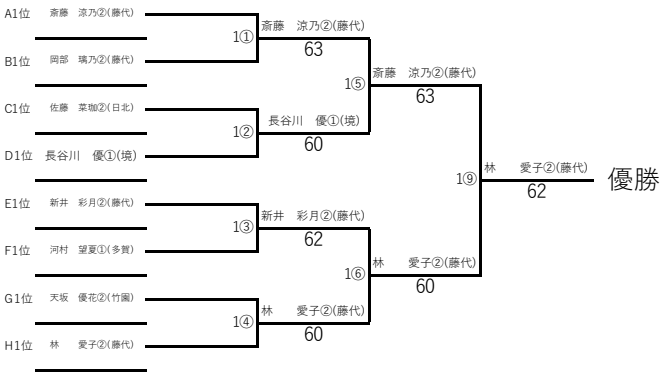 A1位 斎藤 涼乃②(藤代)
斎藤 涼乃②(藤代)
1①
63
B1位 岡部 璃乃②(藤代)
斎藤 涼乃②(藤代)
1⑤
63
C1位 佐藤 菜珈②(日北)
長谷川 優①(境)
1②
60
D1位 長谷川 優①(境)
林 愛子②(藤代)
1⑨
62
優勝
E1位 新井 彩月②(藤代)
新井 彩月②(藤代)
1③
62
F1位 河村 望夏①(多賀)
林 愛子②(藤代)
1⑥
60
G1位 天坂 優花②(竹園)
林 愛子②(藤代)
1④
60
H1位 林 愛子②(藤代)